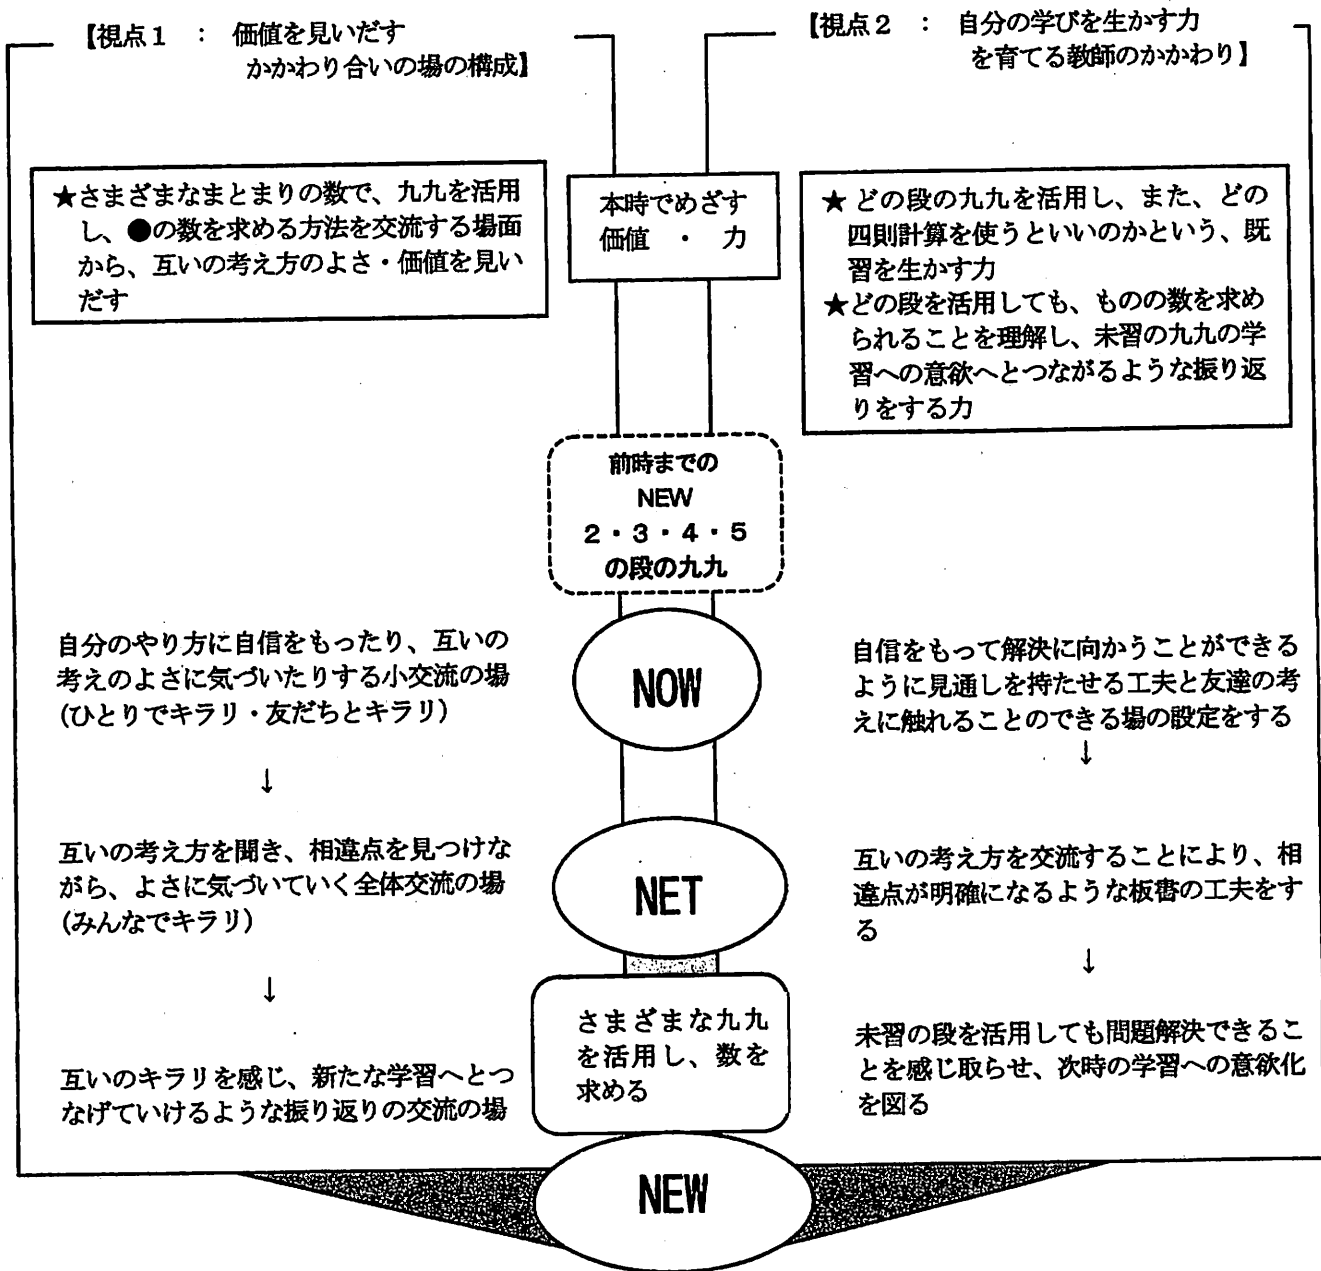 【視点1 : 価値を見いだす
かかわり合いの場の構成】
【視点2 : 自分の学びを生かす力
を育てる教師のかかわり】
★さまざまなまとまりの数で、九九を活用
し、●の数を求める方法を交流する場面
から、互いの考え方のよさ・価値を見い
だす
本時でめざす
価値 ・ 力
★どの段の九九を活用し、また、どの
四則計算を使うといいのかという、既
習を生かす力
★どの段を活用しても、ものの数を求め
られることを理解し、未習の九九の学
習への意欲へとつながるような振り返
りをする力
前時までの
NEW
2・3・4・5
の段の九九
自分のやり方に自信をもったり、互いの
考えのよさに気づいたりする小交流の場
(ひとりでキラリ・友だちとキラリ)
NOW
自信をもって解決に向かうことができる
ように見通しを持たせる工夫と友達の考
えに触れることのできる場の設定をする
↓
↓
互いの考え方を聞き、相違点を見つけな
がら、よさに気づいていく全体交流の場
(みんなでキラリ)
NET
互いの考え方を交流することにより、相
違点が明確になるような板書の工夫をす
る
↓
↓
互いのキラリを感じ、新たな学習へとつ
なげていけるような振り返りの交流の場
さまざまな九九
を活用し、数を
求める
未習の段を活用しても問題解決できるこ
とを感じ取らせ、次時の学習への意欲化
を図る
NEW